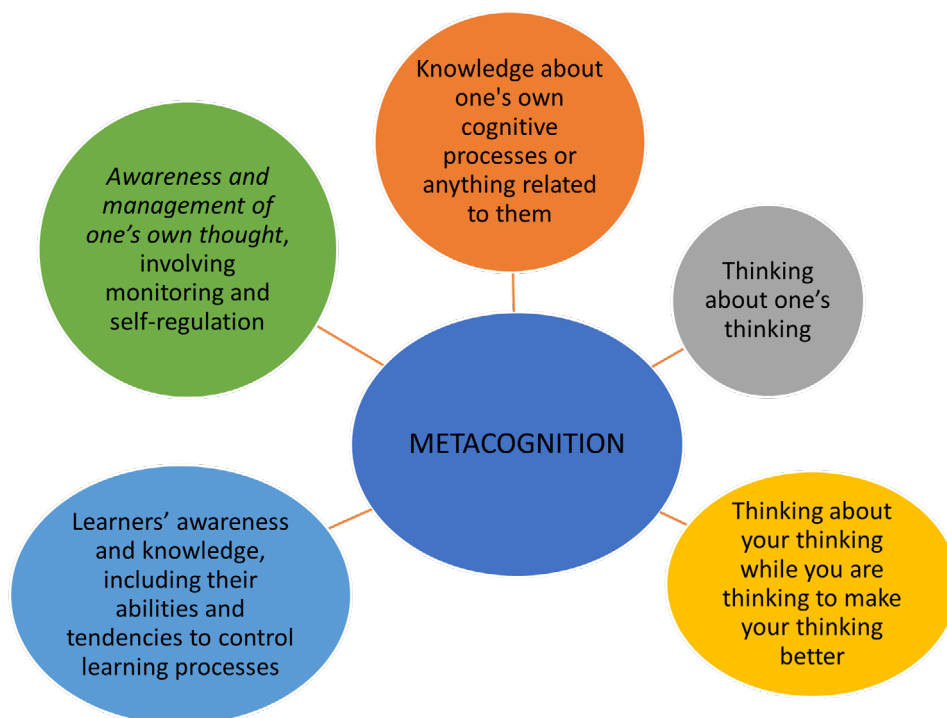 Knowledge about
one's own
cognitive
processes or
anything related
to them
Awareness and
management of
one’s own thought,
involving
monitoring and
self-regulation
Thinking
about one’s
thinking
METACOGNITION
Learners’ awareness
and knowledge,
including their
abilities and
tendencies to control
learning processes
Thinking about
your thinking
while you are
thinking to make
your thinking
better